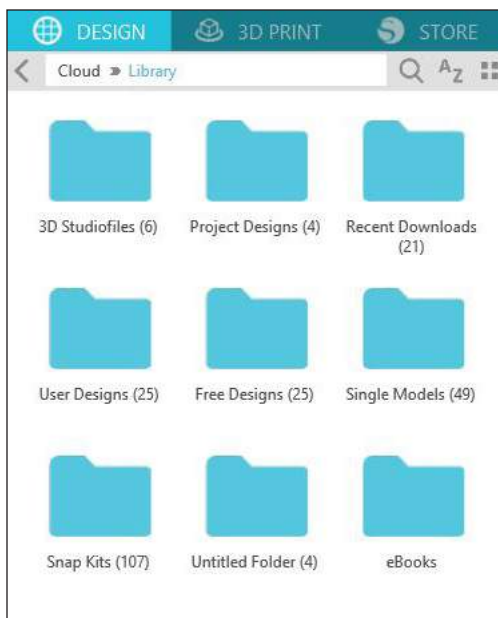 DESIGN 3D PRINT STORE
Cloud » Library AZ
3D Studiofiles (6) Project Designs (4) Recent Downloads
(21)
User Designs (25) Free Designs (25) Single Models (49)
Snap Kits (107) Untitled Folder (4) eBooks